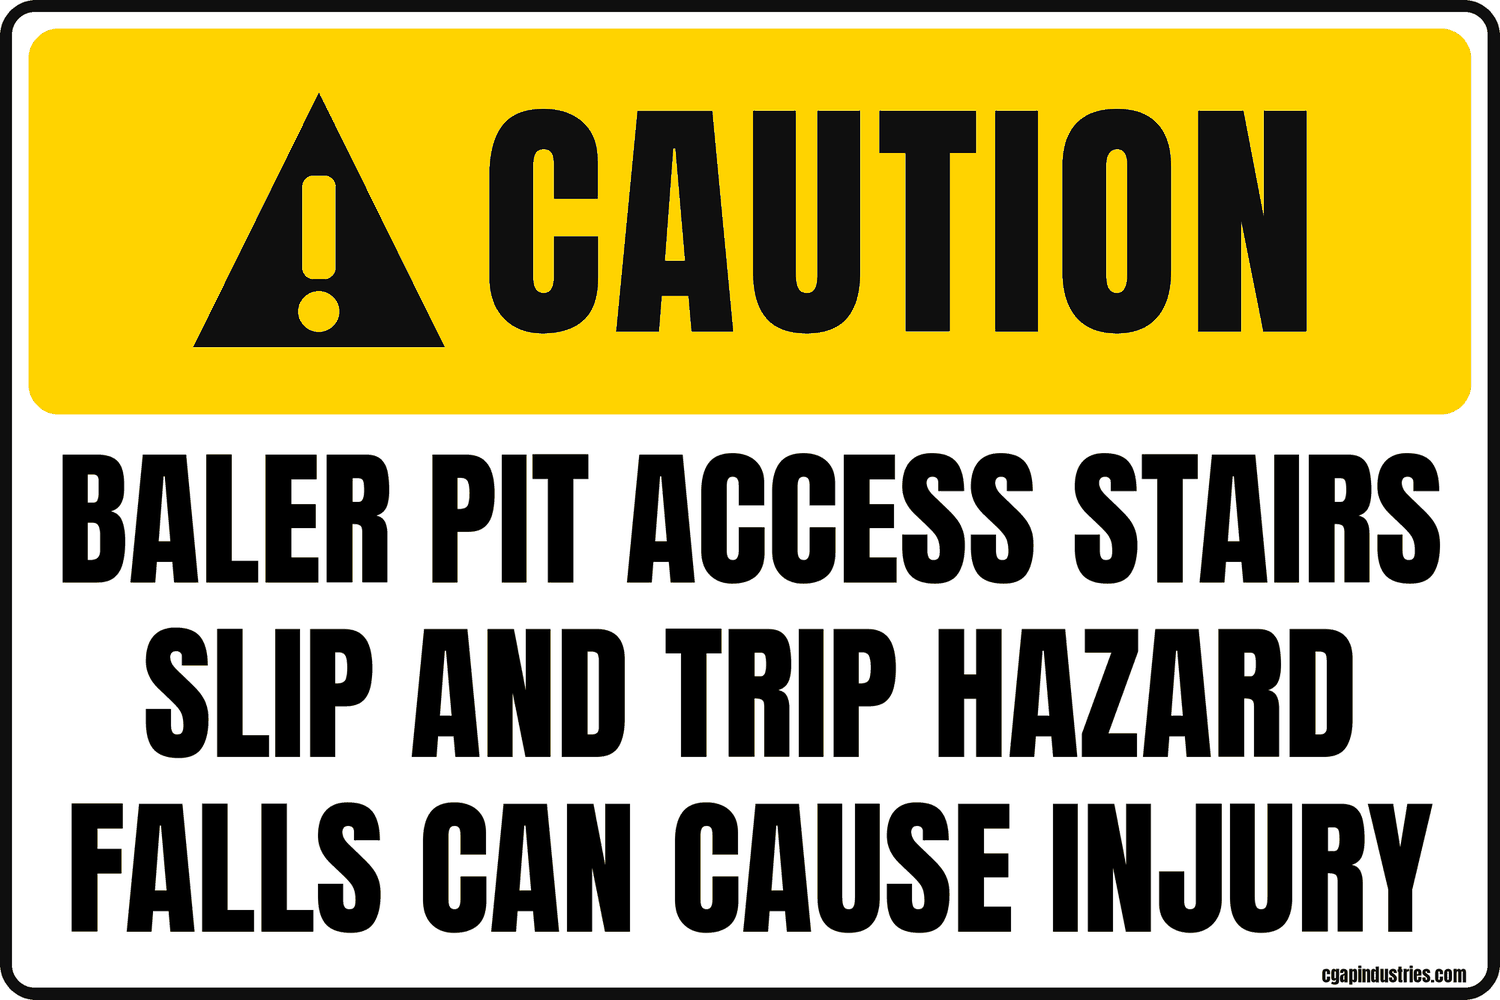 CAUTION
BALER PIT ACCESS STAIRS
SLIP AND TRIP HAZARD
FALLS CAN CAUSE INJURY
cgapindustries.com